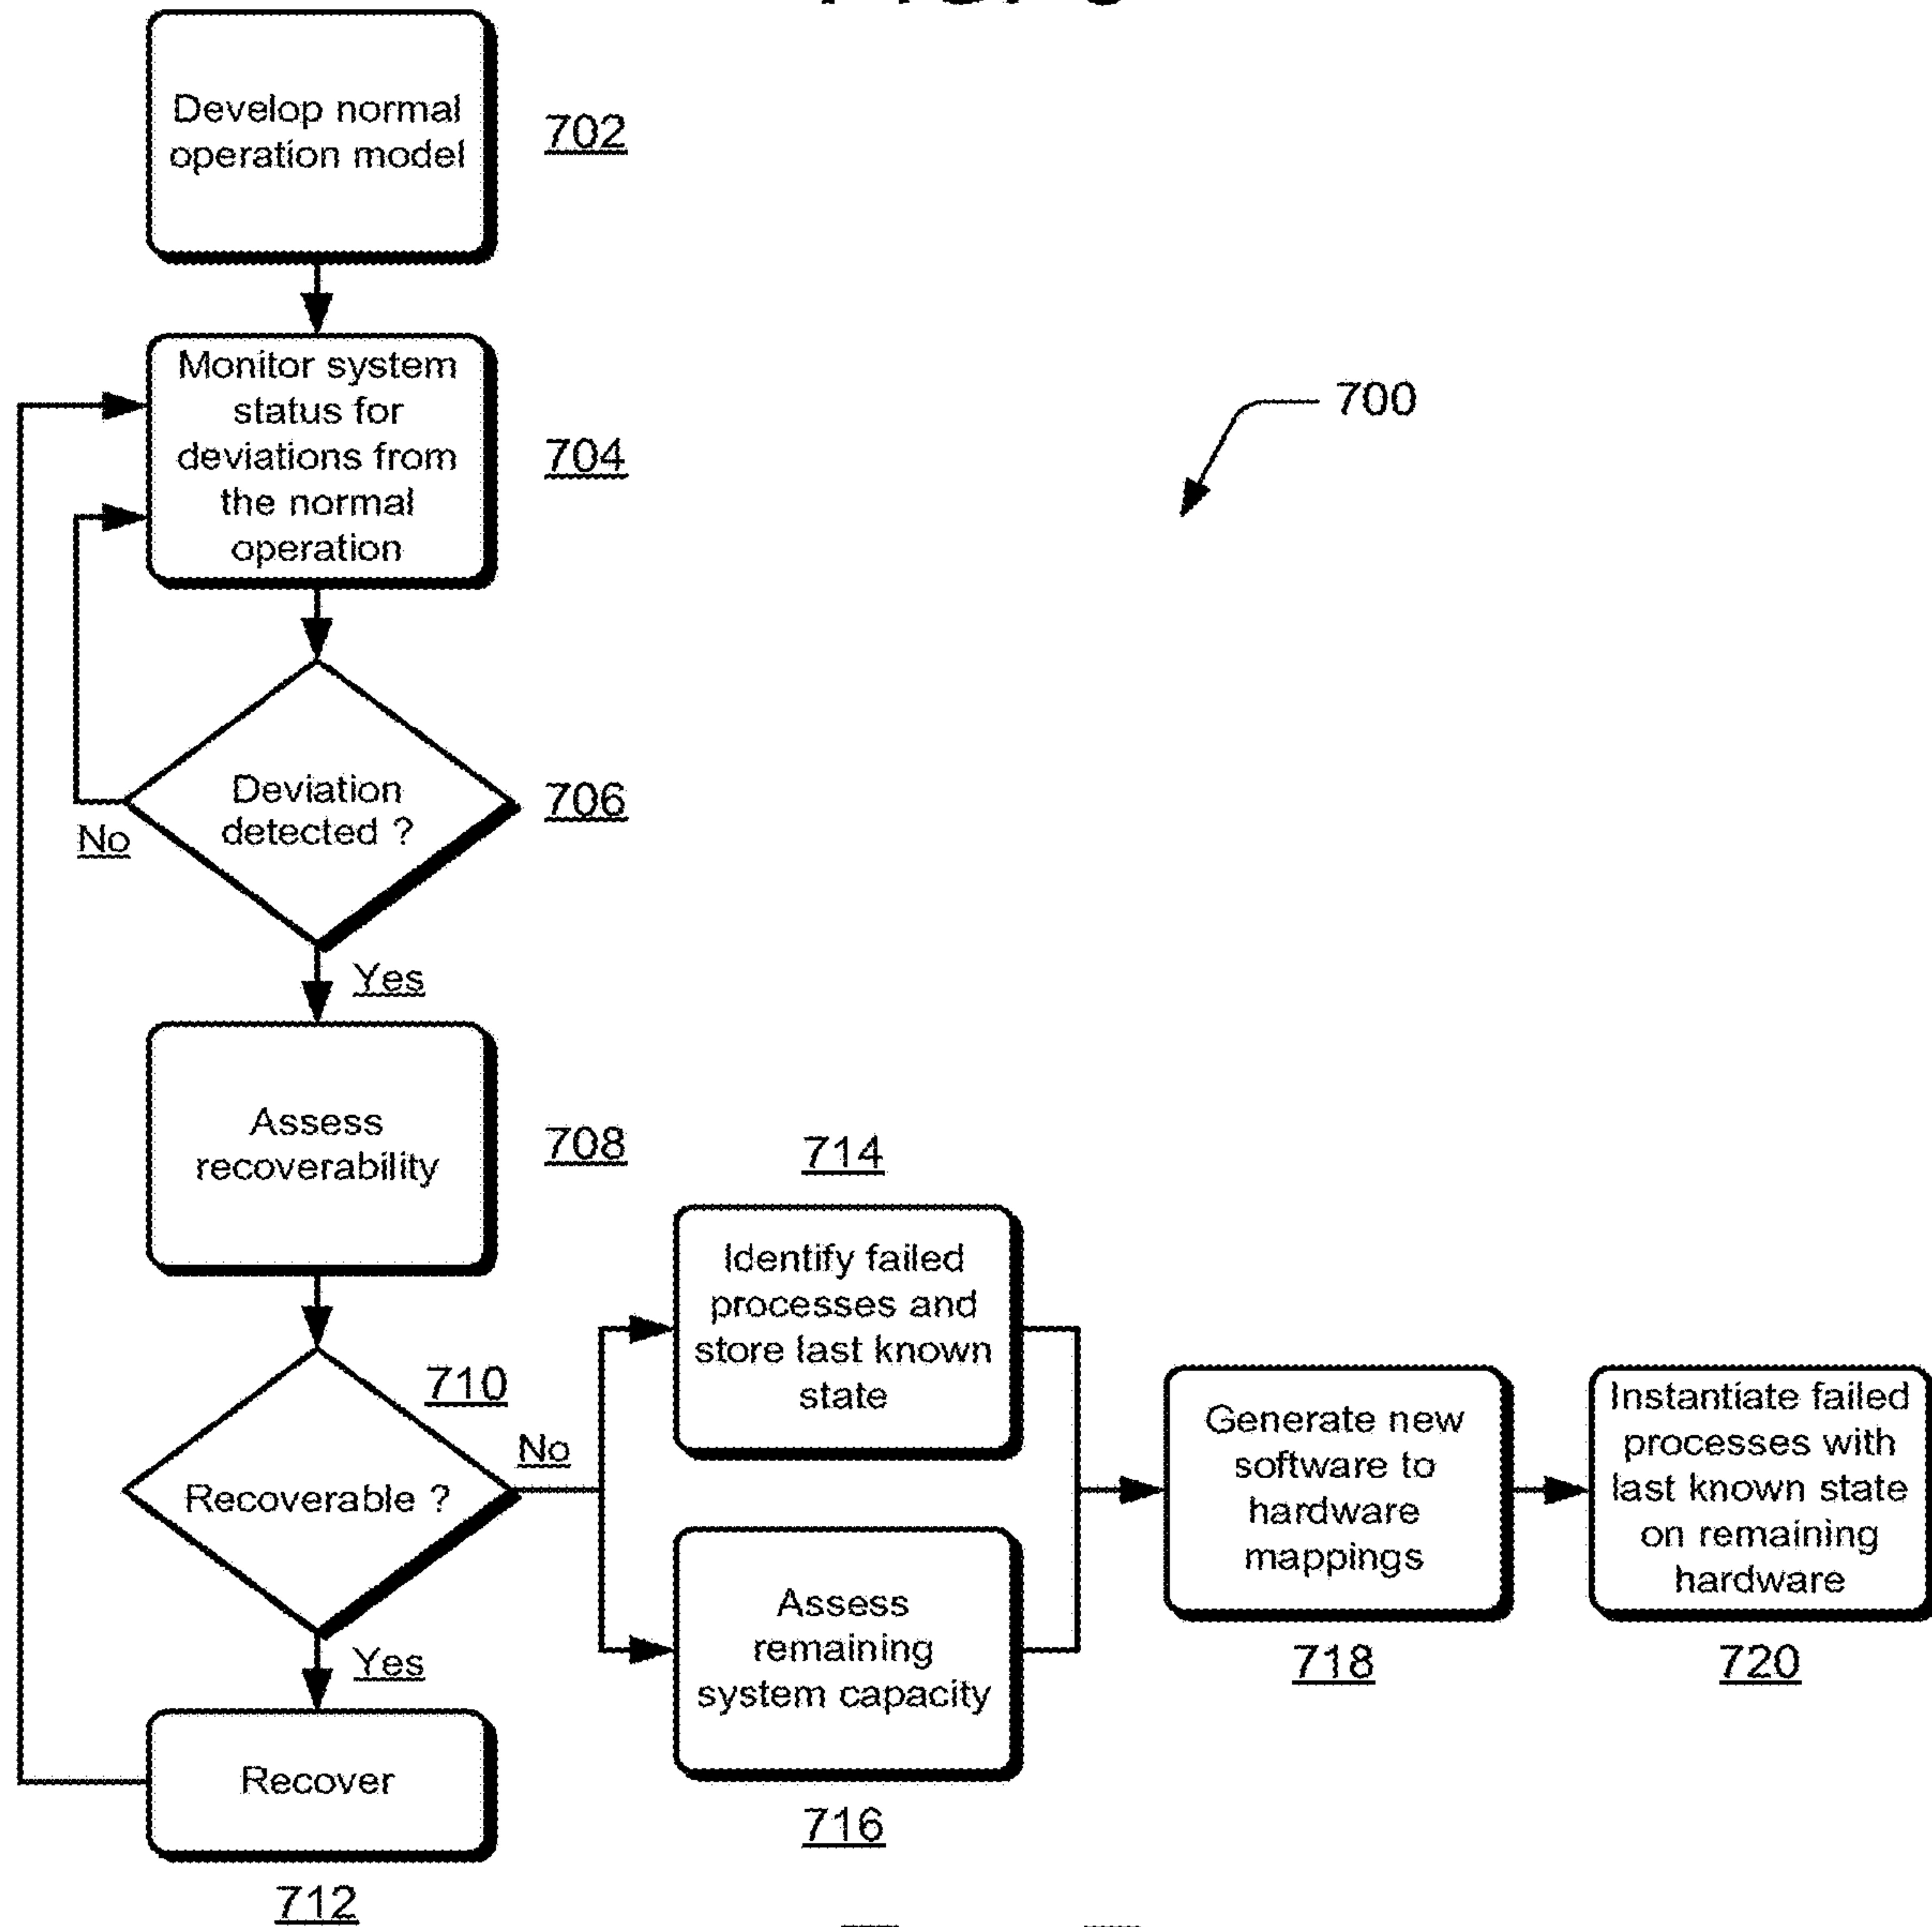 Develop normal
operation model
702
Monitor system
status for
deviations from
the normal
operation
704
700
Deviation
detected ?
706
No
Yes
Assess
recoverability
708
714
Identify failed
processes and
store last known
state
710
Recoverable ?
No
Generate new
software to
hardware
mappings
718
Instantiate failed
processes with
last known state
on remaining
hardware
720
Assess
remaining
system capacity
716
Yes
Recover
712